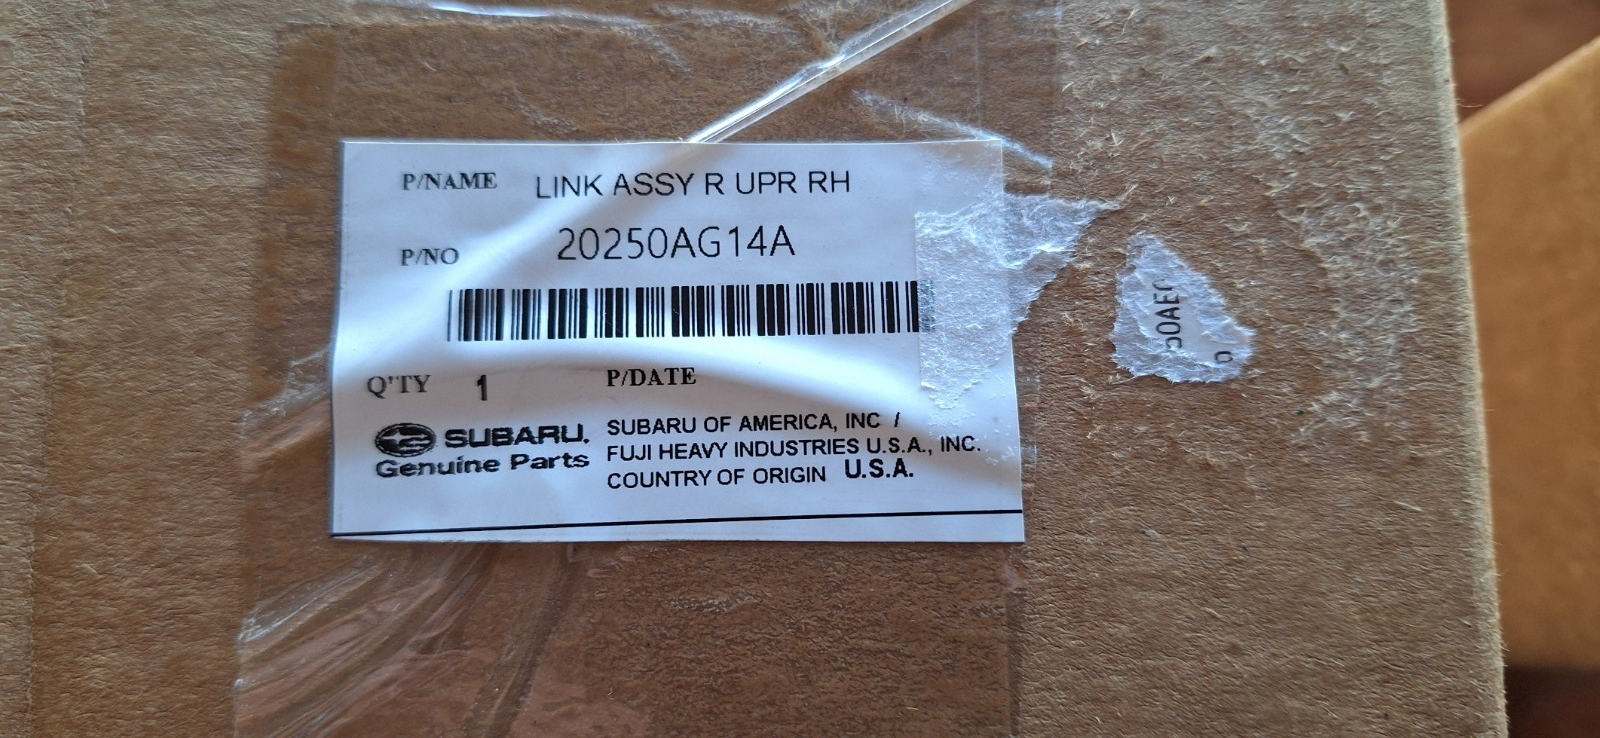 P/NAME LINK ASSY R UPR RH
P/NO 20250AG14A
Q'TY 1 P/DATE
SUBARU.
Genuine Parts
SUBARU OF AMERICA, INC /
FUJI HEAVY INDUSTRIES U.S.A., INC.
COUNTRY OF ORIGIN U.S.A.